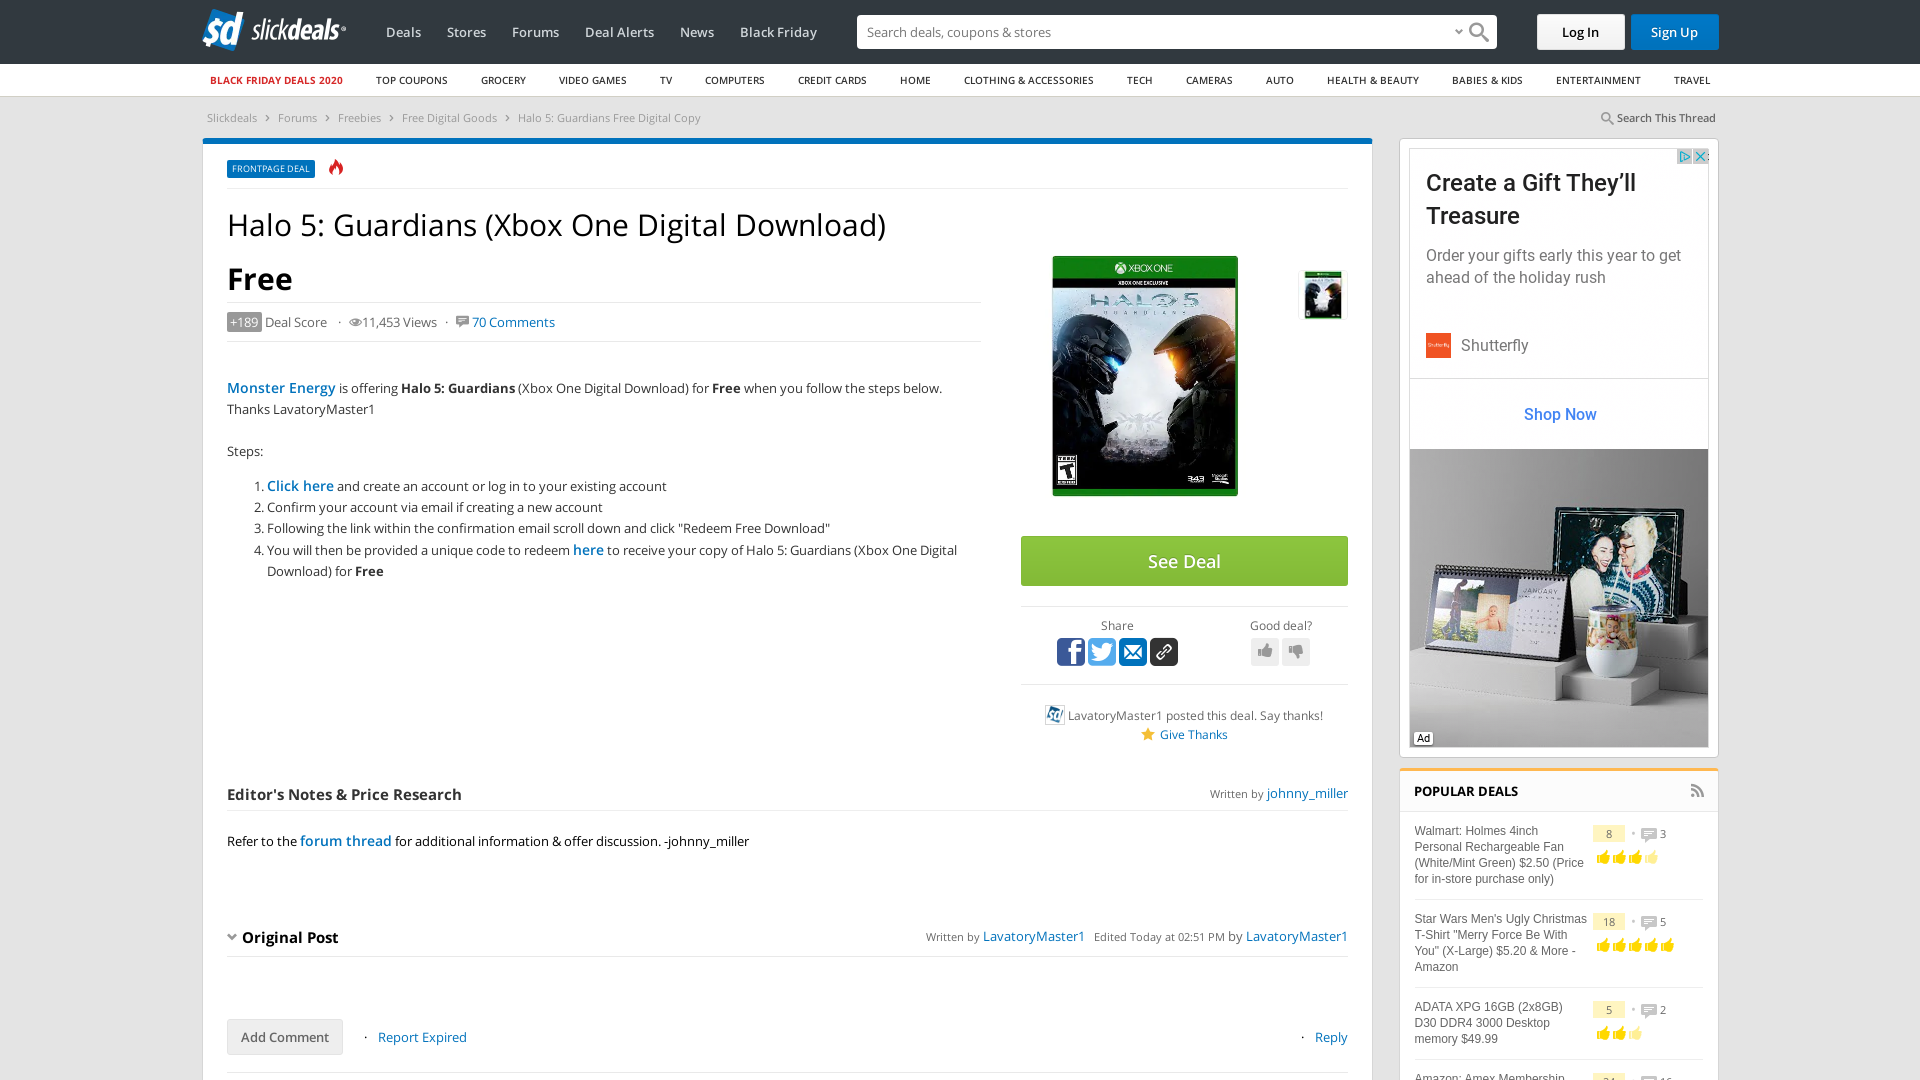 slickdeals
Deals
Stores
Forums
Deal Alerts
News
Black Friday
Search deals, coupons & stores
Log In
Sign Up
BLACK FRIDAY DEALS 2020
TOP COUPONS
GROCERY
VIDEO GAMES
TV
COMPUTERS
CREDIT CARDS
HOME
CLOTHING & ACCESSORIES
TECH
CAMERAS
AUTO
HEALTH & BEAUTY
BABIES & KIDS
ENTERTAINMENT
TRAVEL
Slickdeals › Forums › Freebies › Free Digital Goods › Halo 5: Guardians Free Digital Copy
Search This Thread
FRONTPAGE DEAL
Halo 5: Guardians (Xbox One Digital Download)
Free
+189 Deal Score · 11,453 Views · 70 Comments
Monster Energy is offering Halo 5: Guardians (Xbox One Digital Download) for Free when you follow the steps below.
Thanks LavatoryMaster1
Steps:
1. Click here and create an account or log in to your existing account
2. Confirm your account via email if creating a new account
3. Following the link within the confirmation email scroll down and click "Redeem Free Download"
4. You will then be provided a unique code to redeem here to receive your copy of Halo 5: Guardians (Xbox One Digital
Download) for Free
XBOX ONE
XBOX ONE EXCLUSIVE
HALO 5
GUARDIANS
TEEN
T
343
See Deal
Share
Good deal?
LavatoryMaster1 posted this deal. Say thanks!
Give Thanks
Editor's Notes & Price Research
Written by johnny_miller
Refer to the forum thread for additional information & offer discussion. -johnny_miller
Original Post
Written by LavatoryMaster1 Edited Today at 02:51 PM by LavatoryMaster1
Add Comment
· Report Expired
· Reply
Create a Gift They’ll
Treasure
Order your gifts early this year to get
ahead of the holiday rush
Shutterfly
Shop Now
JANUARY
Ad
POPULAR DEALS
Walmart: Holmes 4inch
Personal Rechargeable Fan
(White/Mint Green) $2.50 (Price
for in-store purchase only)
8 • 3
Star Wars Men's Ugly Christmas
T-Shirt "Merry Force Be With
You" (X-Large) $5.20 & More -
Amazon
18 • 5
ADATA XPG 16GB (2x8GB)
D30 DDR4 3000 Desktop
memory $49.99
5 • 2
Amazon: Amex Membership